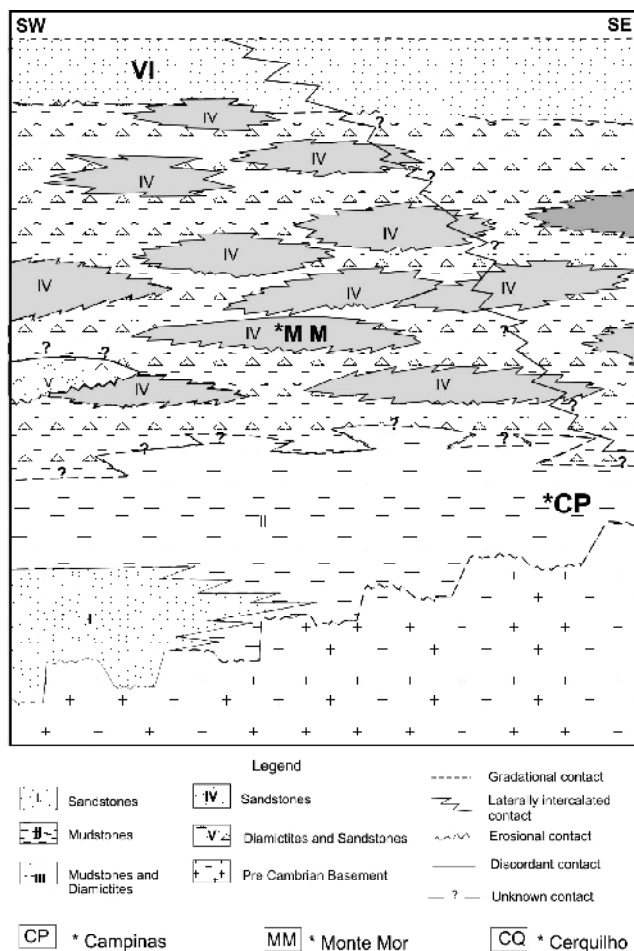 SW SE
VI
?
IV
IV
?
IV
IV
?
IV
IV
IV
IV
IV *MM
? ?
V
IV
IV
?
?
?
?
?
?
*CP
II
I
Legend
I Sandstones
II Mudstones
III Mudstones and
Diamictites
IV Sandstones
V Diamictites and Sandstones
Pre Cambrian Basement
Gradational contact
Laterally intercalated
contact
Erosional contact
Discordant contact
? Unknown contact
CP * Campinas
MM * Monte Mor
CQ * Cerquilho